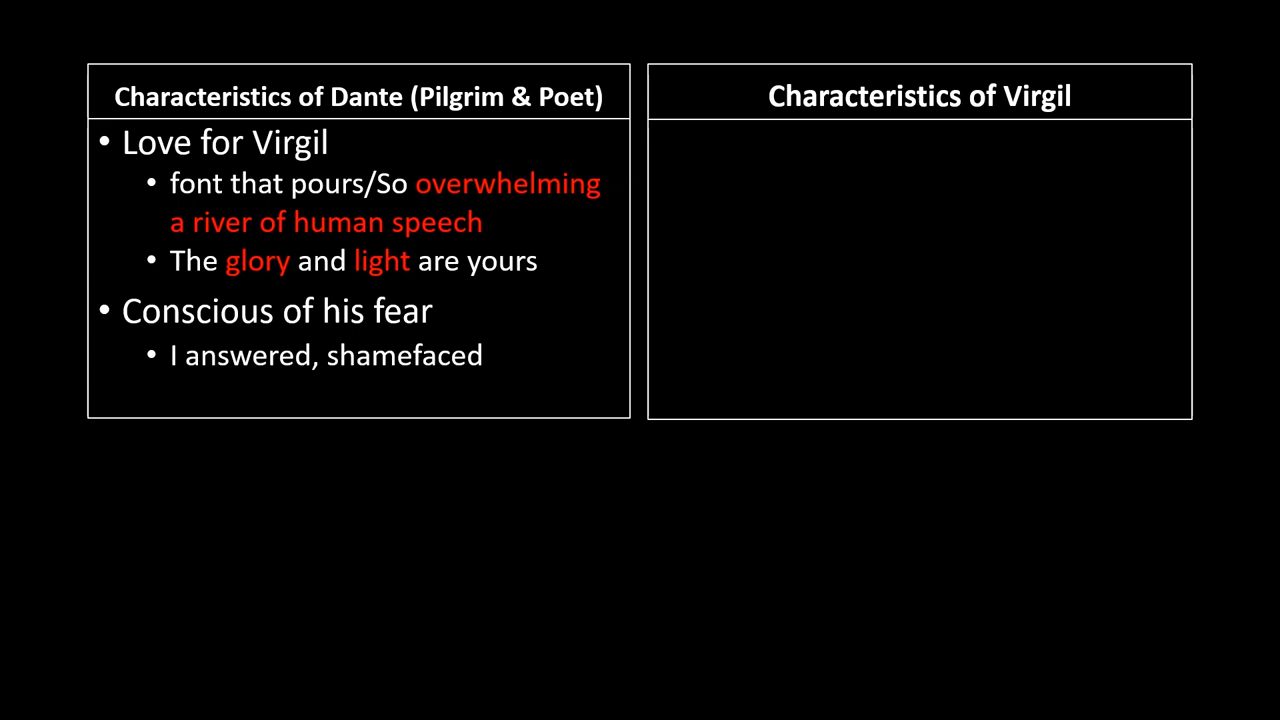 Characteristics of Dante (Pilgrim & Poet)
• Love for Virgil
• font that pours/So overwhelming
a river of human speech
• The glory and light are yours
• Conscious of his fear
• I answered, shamefaced
Characteristics of Virgil